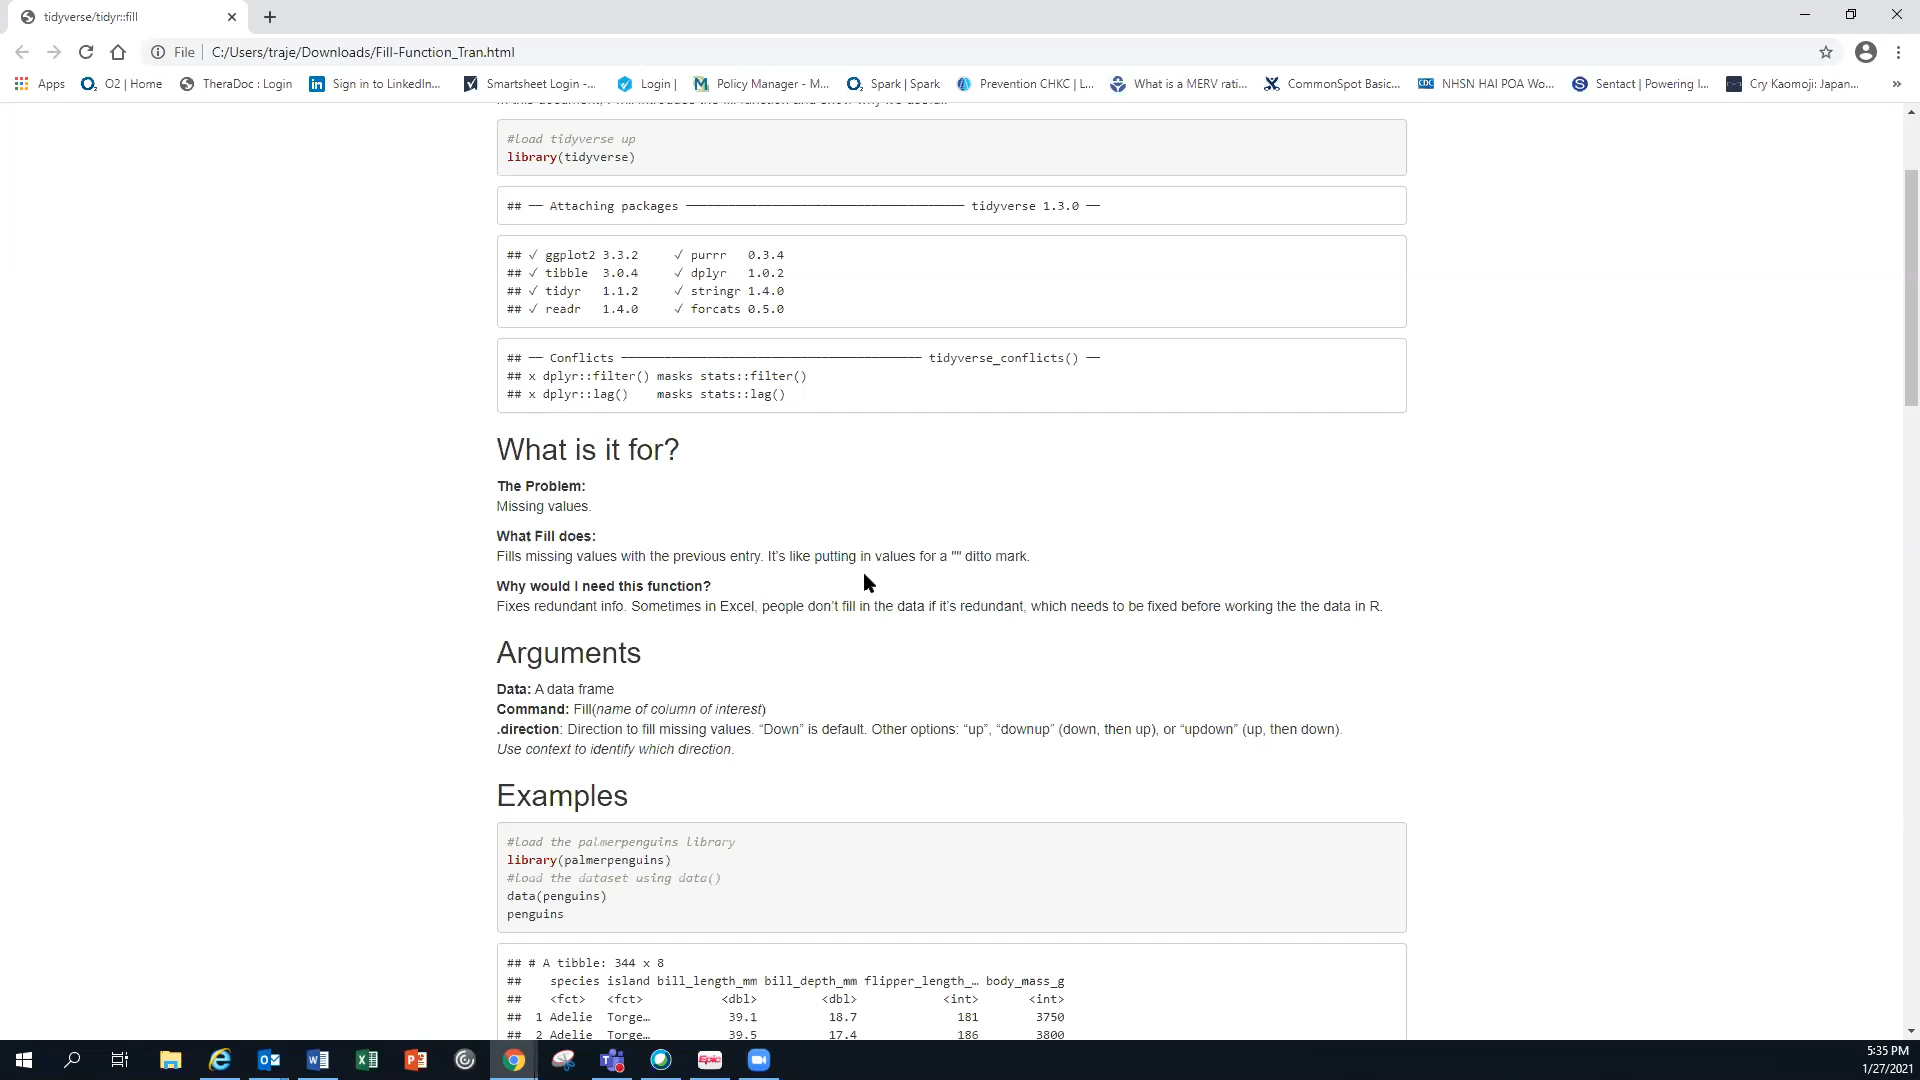 tidyverse/tidyr::fill
File C:/Users/traje/Downloads/Fill-Function_Tran.html
Apps O2 | Home TheraDoc : Login Sign in to LinkedIn... Smartsheet Login -... Login | Policy Manager - M... Spark | Spark Prevention CHKC | L... What is a MERV rati... CommonSpot Basic... NHSN HAI POA Wo... Sentact | Powering I... Cry Kaomoji: Japan... »
#load tidyverse up
library(tidyverse)
## ── Attaching packages ─────────────────────────────────────── tidyverse 1.3.0 ──
## ✓ ggplot2 3.3.2 ✓ purrr 0.3.4
## ✓ tibble 3.0.4 ✓ dplyr 1.0.2
## ✓ tidyr 1.1.2 ✓ stringr 1.4.0
## ✓ readr 1.4.0 ✓ forcats 0.5.0
## ── Conflicts ────────────────────────────────────────── tidyverse_conflicts() ──
## x dplyr::filter() masks stats::filter()
## x dplyr::lag() masks stats::lag()
What is it for?
The Problem:
Missing values.
What Fill does:
Fills missing values with the previous entry. It's like putting in values for a "" ditto mark.
Why would I need this function?
Fixes redundant info. Sometimes in Excel, people don't fill in the data if it's redundant, which needs to be fixed before working the the data in R.
Arguments
Data: A data frame
Command: Fill(name of column of interest)
.direction: Direction to fill missing values. “Down” is default. Other options: “up”, “downup” (down, then up), or “updown” (up, then down).
Use context to identify which direction.
Examples
#load the palmerpenguins library
library(palmerpenguins)
#load the dataset using data()
data(penguins)
penguins
## # A tibble: 344 x 8
## species island bill_length_mm bill_depth_mm flipper_length_… body_mass_g
## <fct> <fct> <dbl> <dbl> <int> <int>
## 1 Adelie Torge… 39.1 18.7 181 3750
## 2 Adelie Torge… 39.5 17.4 186 3800
Epic
5:35 PM
1/27/2021